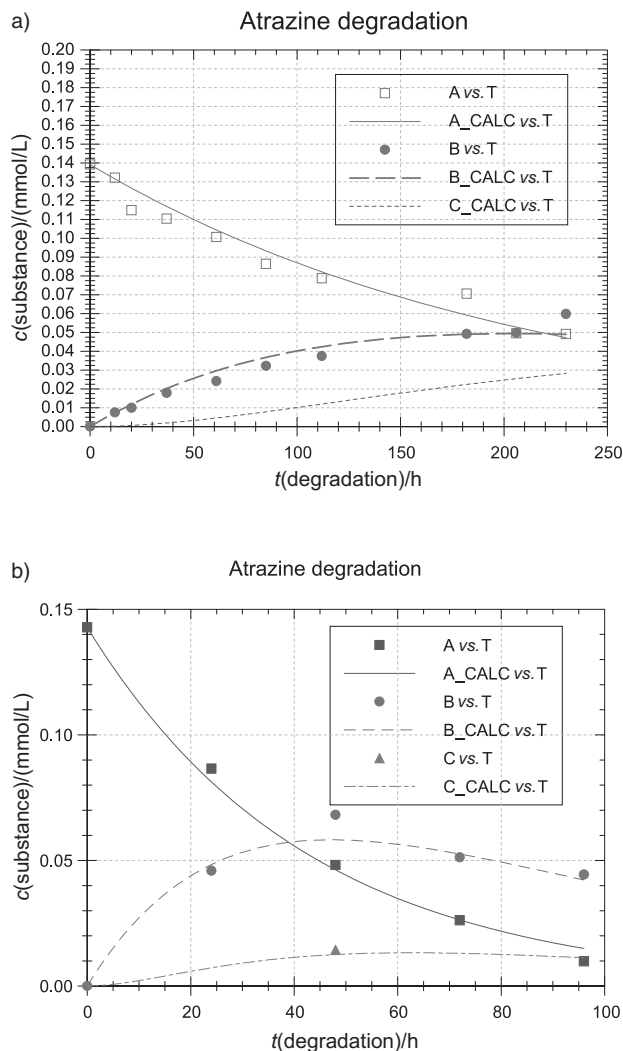 a)
Atrazine degradation
c(substance)/(mmol/L)
0.20
0.19
0.18
0.17
0.16
0.15
0.14
0.13
0.12
0.11
0.10
0.09
0.08
0.07
0.06
0.05
0.04
0.03
0.02
0.01
0.00
A vs. T
A_CALC vs. T
B vs. T
B_CALC vs. T
C_CALC vs. T
0 50 100 150 200 250
t(degradation)/h
b)
Atrazine degradation
c(substance)/(mmol/L)
0.15
0.10
0.05
0.00
A vs. T
A_CALC vs. T
B vs. T
B_CALC vs. T
C vs. T
C_CALC vs. T
0 20 40 60 80 100
t(degradation)/h